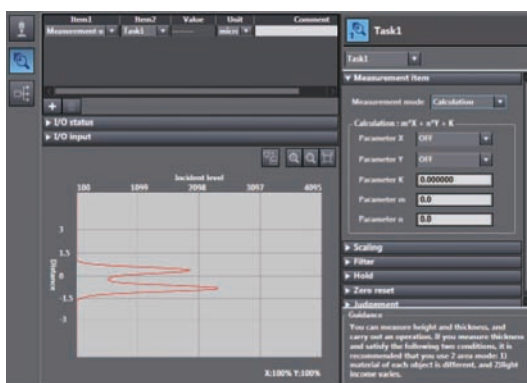 Item1 Item2 Value Unit Comment
Measurement v Task1 ------ micr
I/O status
I/O input
Incident level
100 1099 2098 3097 4095
3
1.5
0
-1.5
-3
Distance
X:100% Y:100%
Task1
Task1
Measurement item
Measurement mode Calculation
Calculation : m*X + n*Y + K
Parameter X OFF
Parameter Y OFF
Parameter K 0.000000
Parameter m 0.0
Parameter n 0.0
Scaling
Filter
Hold
Zero reset
Judgement
Guidance
You can measure height and thickness, and
carry out an operation. If you measure thickness
and satisfy the following two conditions, it is
recommended that you use 2 area mode: 1)
material of each object is different, and 2)light
income varies.